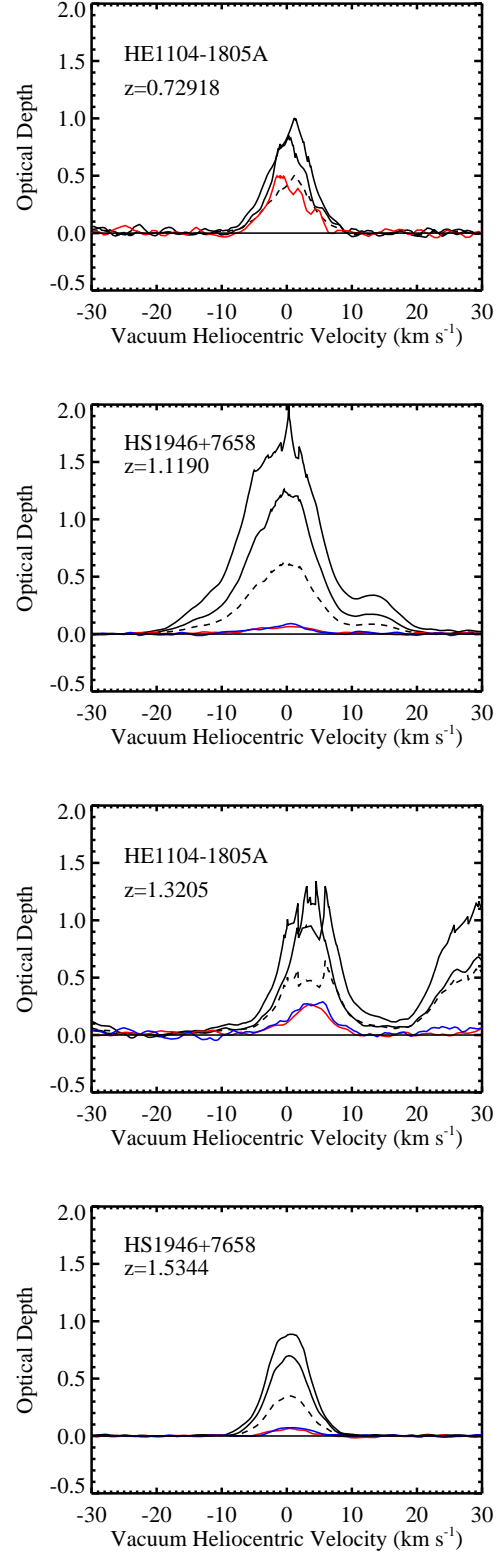 2.0
HE1104-1805A
1.5
z=0.72918
1.0
Optical Depth
0.5
0.0
-0.5
-30 -20 -10 0 10 20 30
Vacuum Heliocentric Velocity (km s-1)
2.0
HS1946+7658
1.5
z=1.1190
1.0
Optical Depth
0.5
0.0
-0.5
-30 -20 -10 0 10 20 30
Vacuum Heliocentric Velocity (km s-1)
2.0
HE1104-1805A
1.5
z=1.3205
1.0
Optical Depth
0.5
0.0
-0.5
-30 -20 -10 0 10 20 30
Vacuum Heliocentric Velocity (km s-1)
2.0
HS1946+7658
1.5
z=1.5344
1.0
Optical Depth
0.5
0.0
-0.5
-30 -20 -10 0 10 20 30
Vacuum Heliocentric Velocity (km s-1)